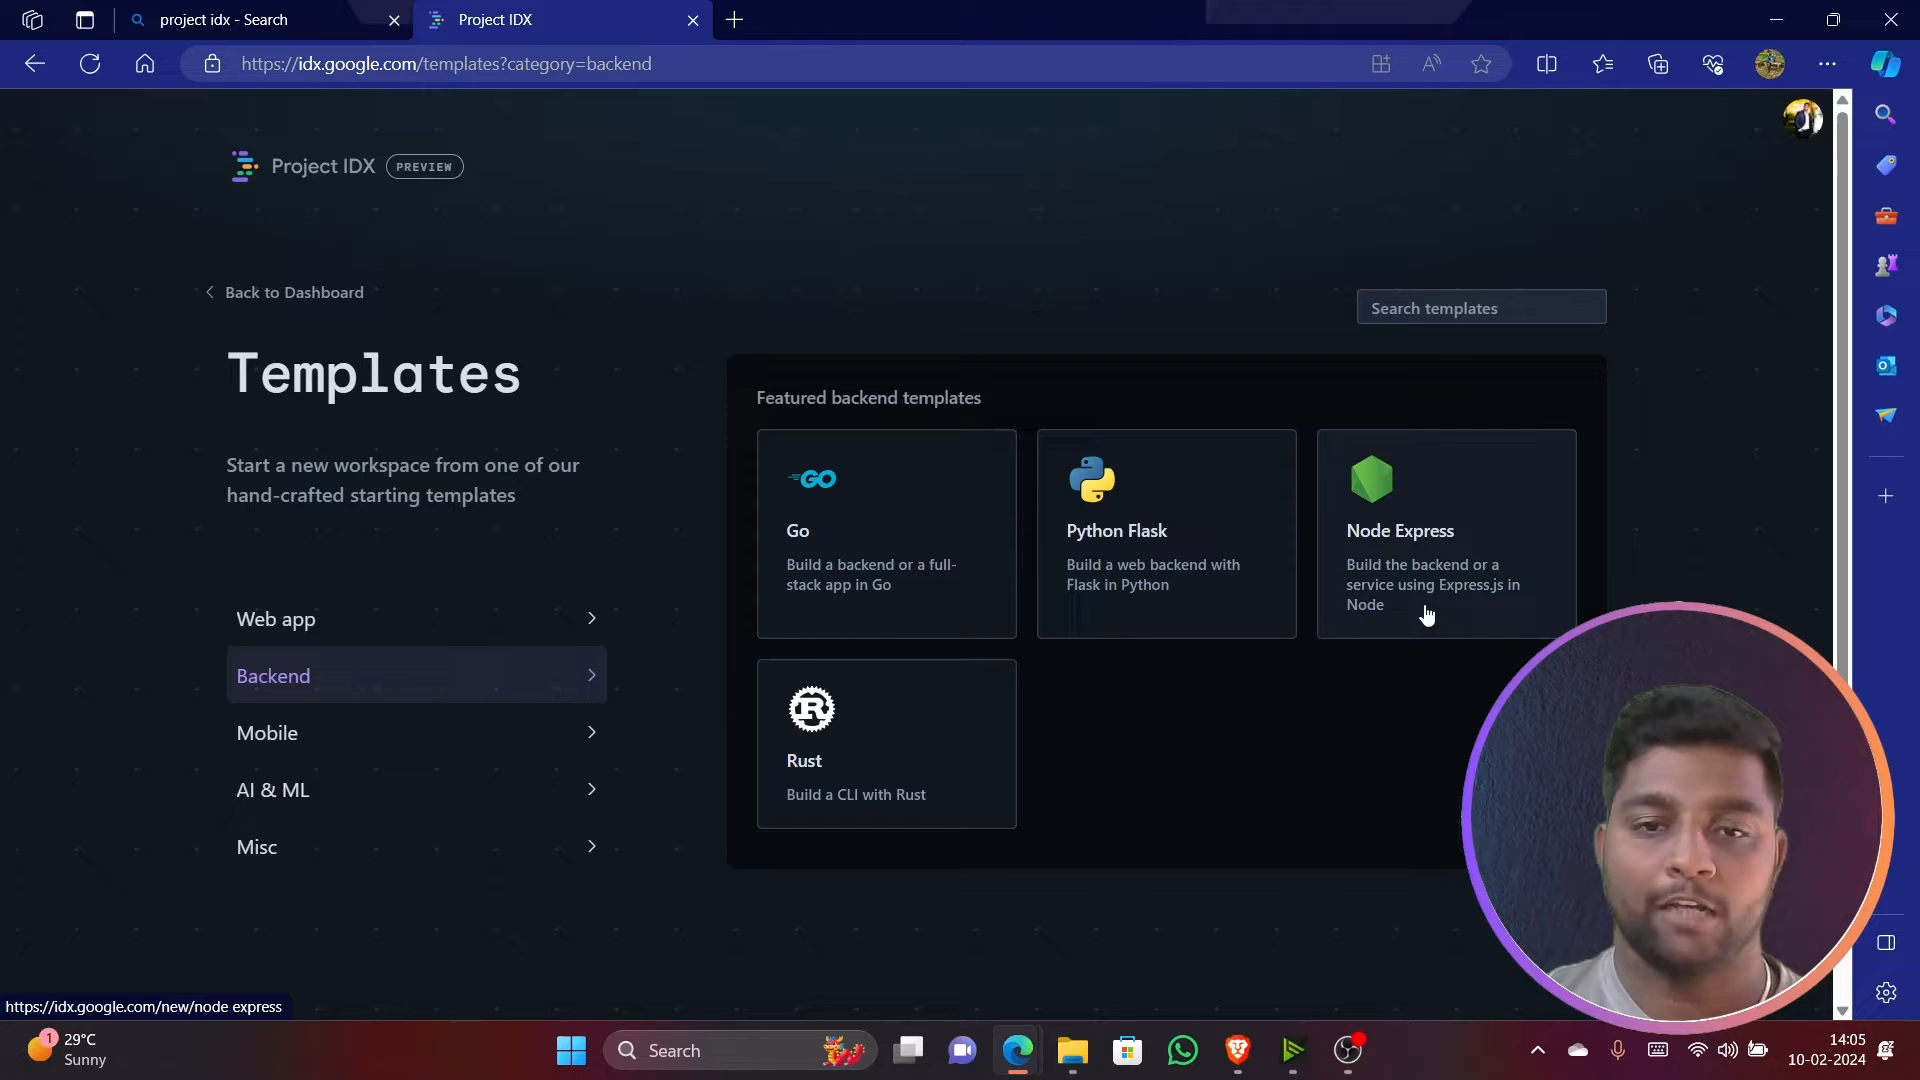 project idx - Search
Project IDX
https://idx.google.com/templates?category=backend
Project IDX
PREVIEW
Back to Dashboard
Search templates
Templates
Start a new workspace from one of our
hand-crafted starting templates
Web app
Backend
Mobile
AI & ML
Misc
Featured backend templates
GO
Go
Build a backend or a full-
stack app in Go
Python Flask
Build a web backend with
Flask in Python
Node Express
Build the backend or a
service using Express.js in
Node
R
Rust
Build a CLI with Rust
https://idx.google.com/new/node express
1
29°C
Sunny
Search
14:05
10-02-2024